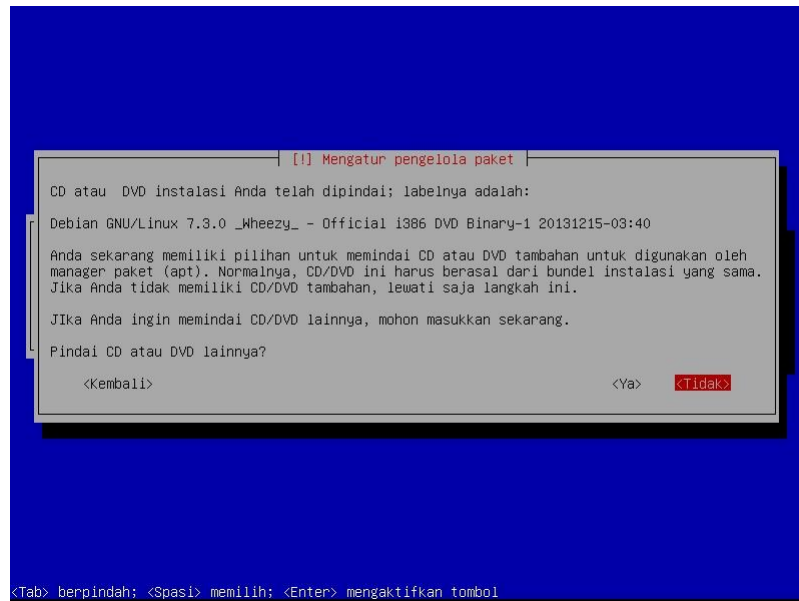 [!] Mengatur pengelola paket
CD atau  DVD instalasi Anda telah dipindai; labelnya adalah:
Debian GNU/Linux 7.3.0 _Wheezy_ - Official i386 DVD Binary-1 20131215-03:40
Anda sekarang memiliki pilihan untuk memindai CD atau DVD tambahan untuk digunakan oleh
manager paket (apt). Normalnya, CD/DVD ini harus berasal dari bundel instalasi yang sama.
Jika Anda tidak memiliki CD/DVD tambahan, lewati saja langkah ini.
JIka Anda ingin memindai CD/DVD lainnya, mohon masukkan sekarang.
Pindai CD atau DVD lainnya?
<Kembali> <Ya> <Tidak>
<Tab> berpindah; <Spasi> memilih; <Enter> mengaktifkan tombol